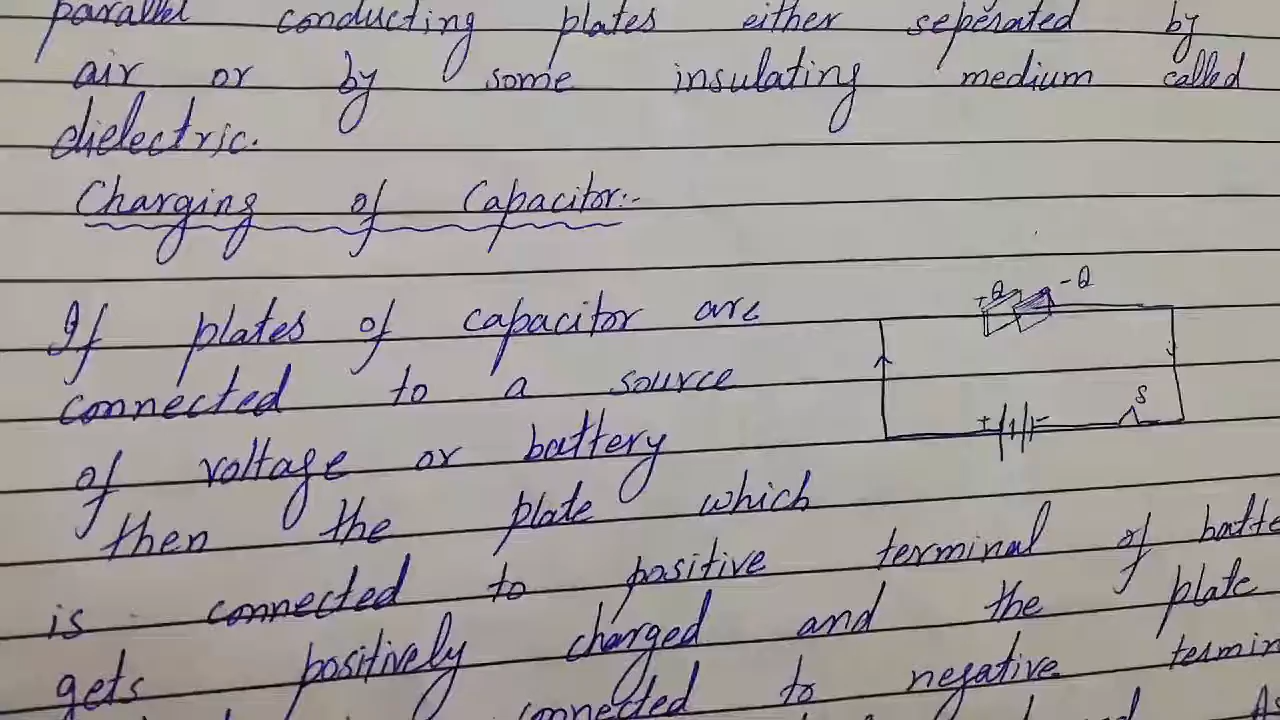 parallel conducting plates either seperated by
air or by some insulating medium called
dielectric.
Charging of Capacitor:-
+Q -Q
If plates of capacitor are
connected to a source
S
+ -
of voltage or battery
then the plate which
is connected to positive terminal of batte
gets positively charged and the plate
connected to negative termin